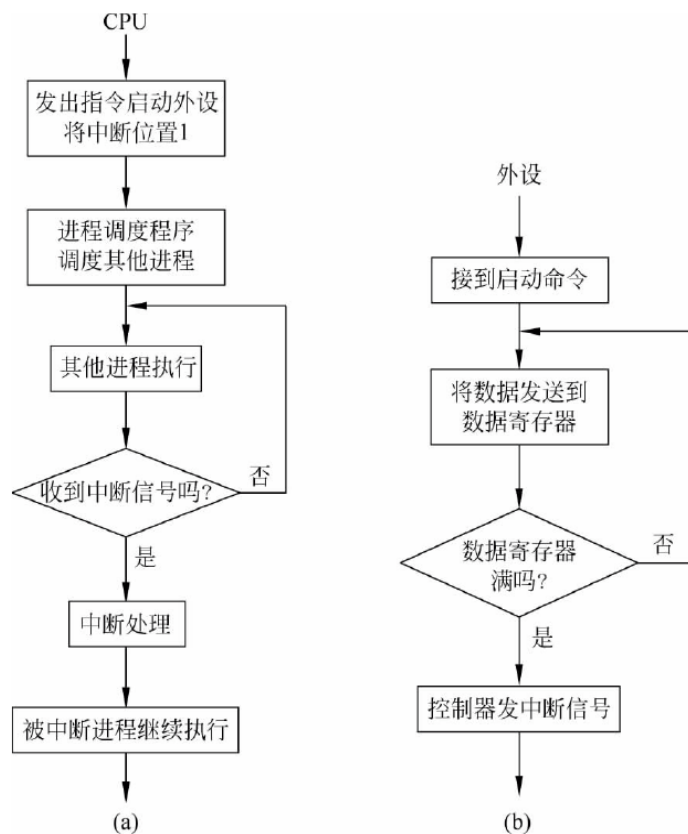 CPU
发出指令启动外设
将中断位置1
进程调度程序
调度其他进程
其他进程执行
收到中断信号吗?
否
是
中断处理
被中断进程继续执行
(a)
外设
接到启动命令
将数据发送到
数据寄存器
数据寄存器
满吗?
否
是
控制器发中断信号
(b)